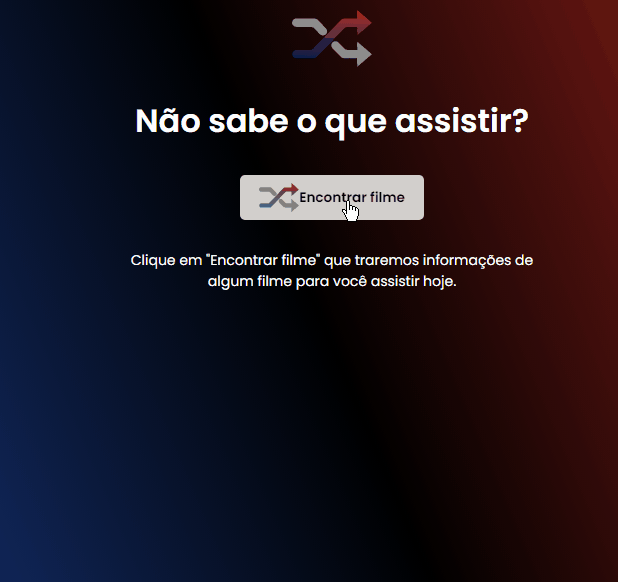 Não sabe o que assistir?
Encontrar filme
Clique em "Encontrar filme" que traremos informações de
algum filme para você assistir hoje.